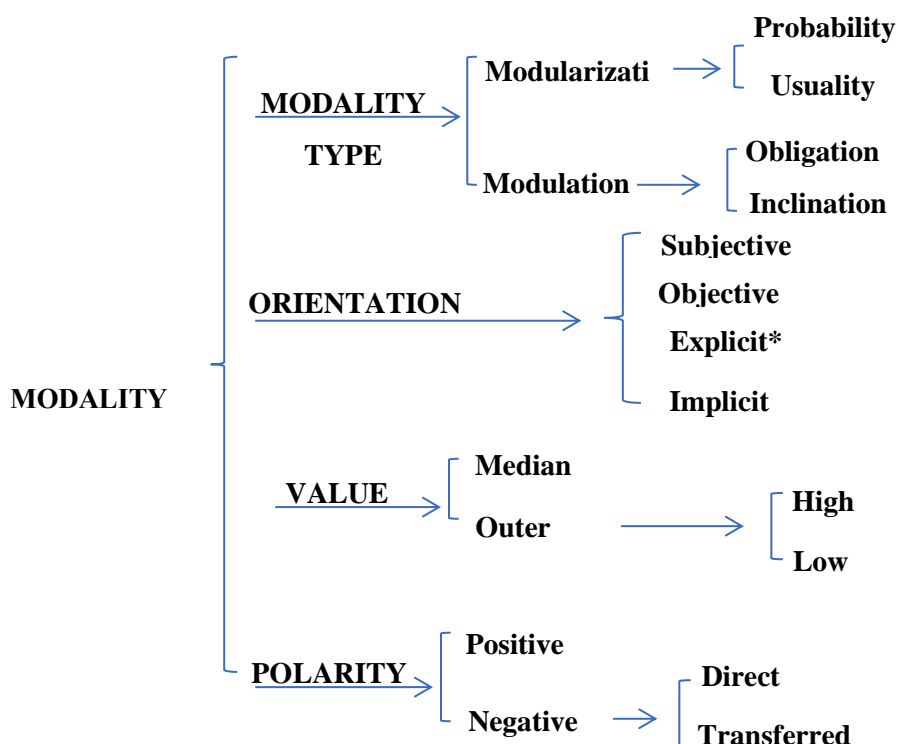 Probability
Modularizati
Usuality
MODALITY
TYPE
Obligation
Modulation
Inclination
Subjective
ORIENTATION
Objective
Explicit*
MODALITY
Implicit
Median
VALUE
High
Outer
Low
Positive
POLARITY
Direct
Negative
Transferred